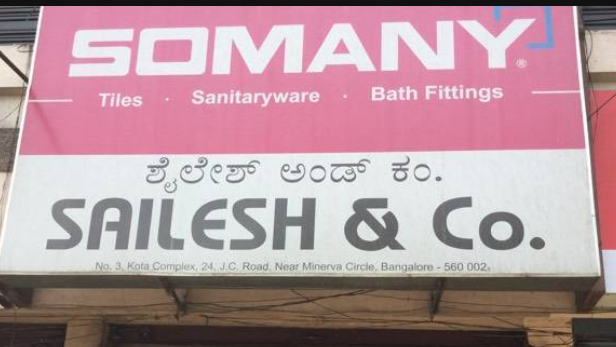 SOMANY®
Tiles · Sanitaryware · Bath Fittings
ಶೈಲೇಶ್ ಅಂಡ್ ಕಂ.
SAILESH & Co.
No. 3, Kota Complex, 24, J.C. Road, Near Minerva Circle, Bangalore - 560 002.